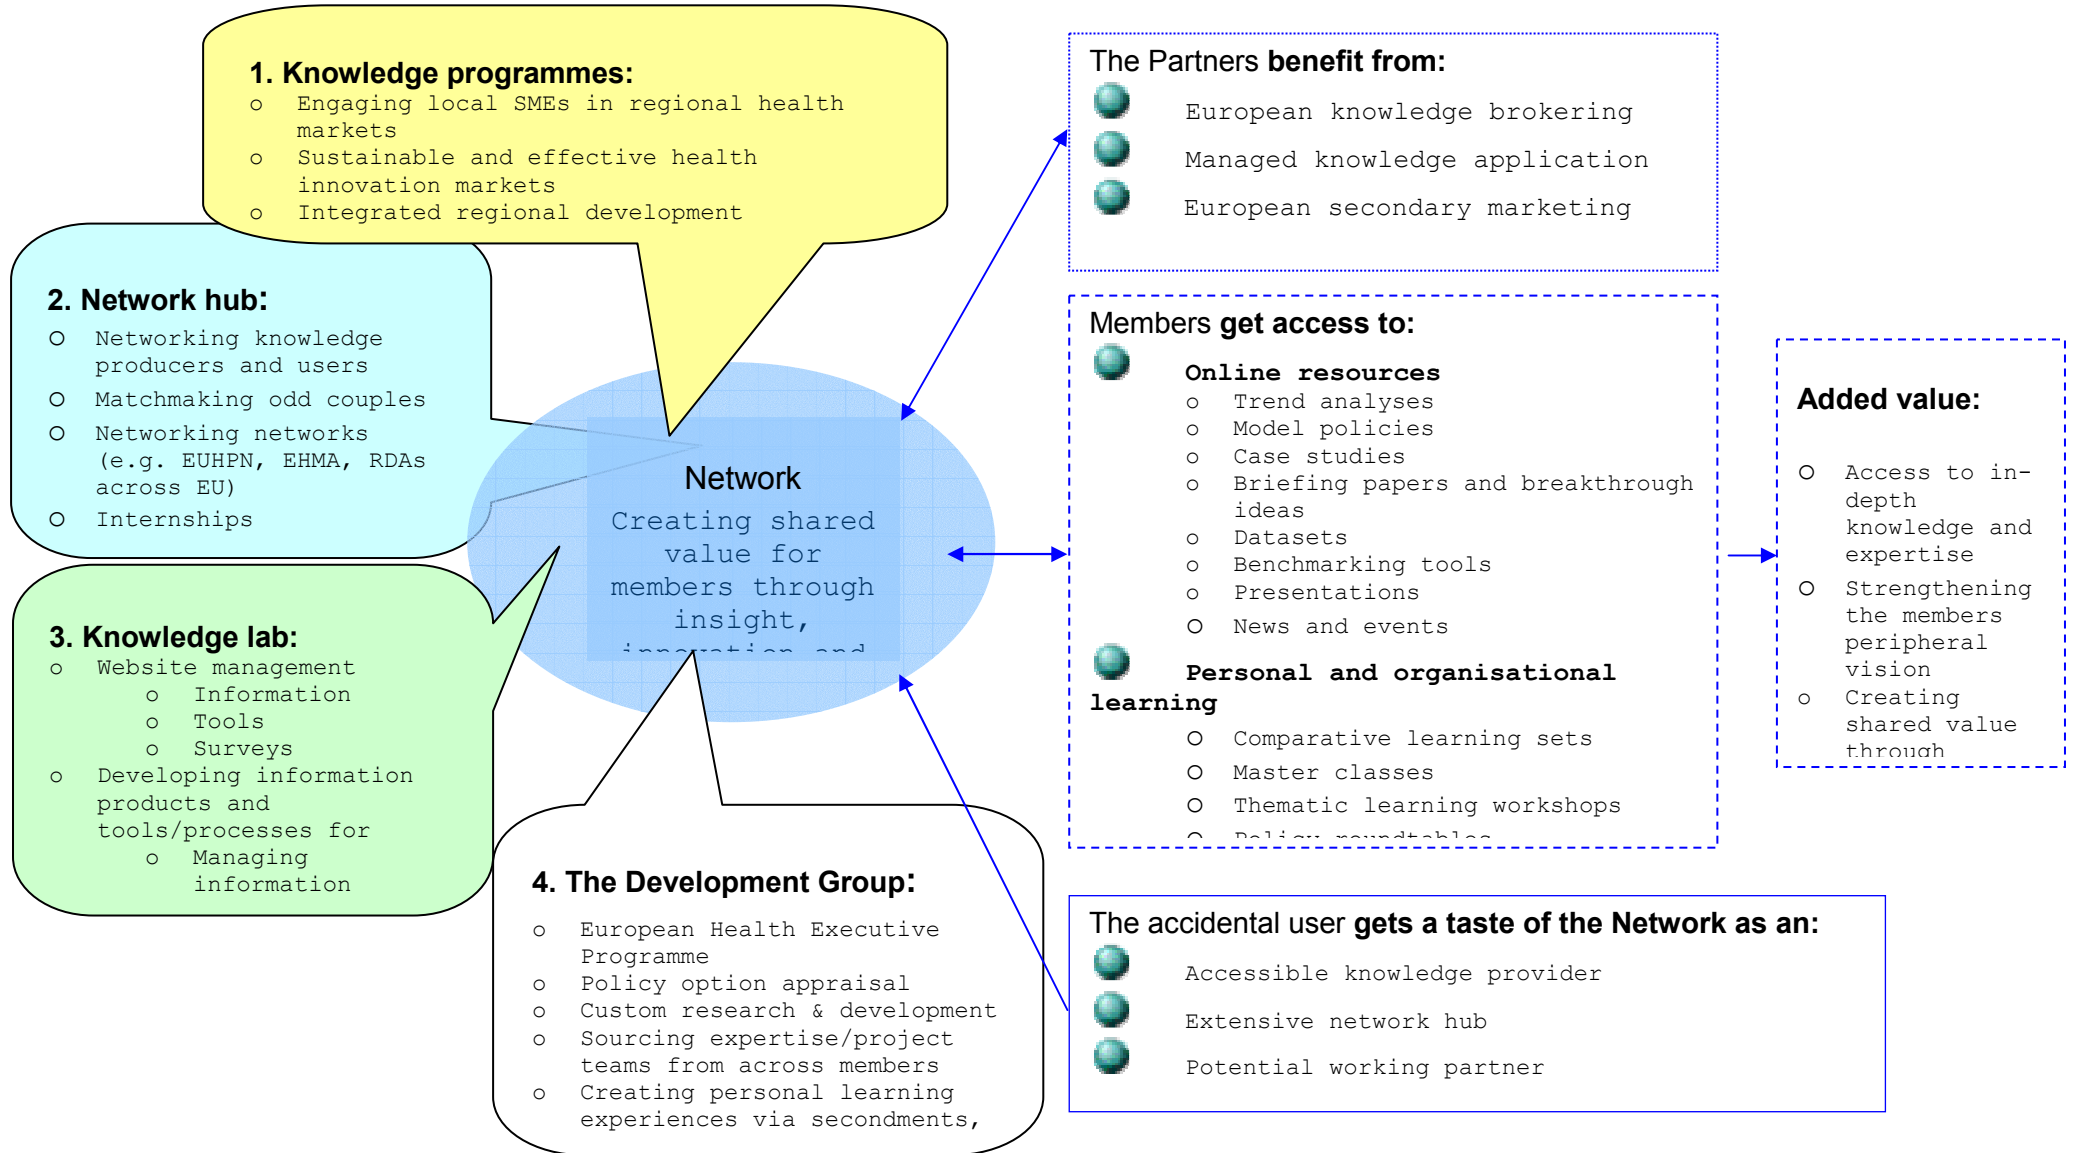 1. Knowledge programmes:
o Engaging local SMEs in regional health
markets
o Sustainable and effective health
innovation markets
o Integrated regional development
2. Network hub:
o Networking knowledge
producers and users
o Matchmaking odd couples
o Networking networks
(e.g. EUHPN, EHMA, RDAs
across EU)
o Internships
3. Knowledge lab:
o Website management
o Information
o Tools
o Surveys
o Developing information
products and
tools/processes for
o Managing
information
Network
Creating shared
value for
members through
insight,
innovation and
4. The Development Group:
o European Health Executive
Programme
o Policy option appraisal
o Custom research & development
o Sourcing expertise/project
teams from across members
o Creating personal learning
experiences via secondments,
The Partners benefit from:
European knowledge brokering
Managed knowledge application
European secondary marketing
Members get access to:
Online resources
o Trend analyses
o Model policies
o Case studies
o Briefing papers and breakthrough
ideas
o Datasets
o Benchmarking tools
o Presentations
o News and events
Personal and organisational
learning
o Comparative learning sets
o Master classes
o Thematic learning workshops
o Policy roundtables
The accidental user gets a taste of the Network as an:
Accessible knowledge provider
Extensive network hub
Potential working partner
Added value:
o Access to in-
depth
knowledge and
expertise
o Strengthening
the members
peripheral
vision
o Creating
shared value
through